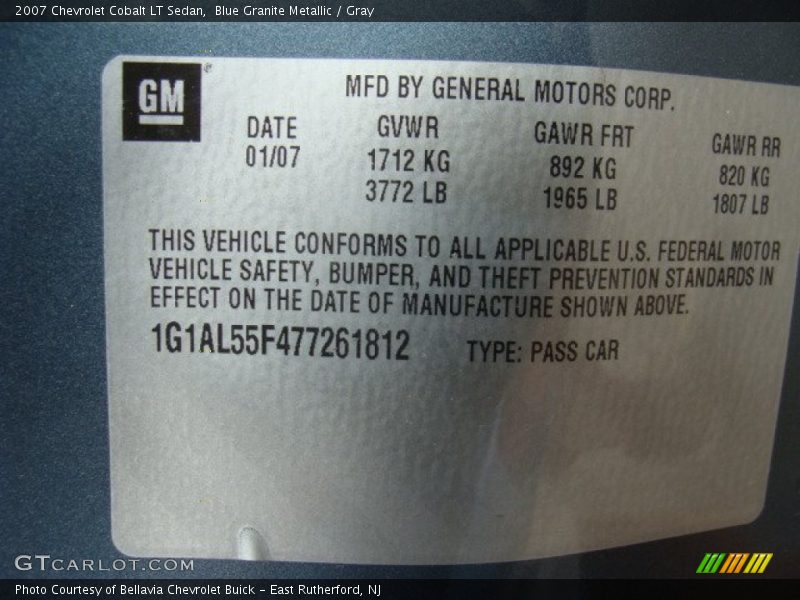 2007 Chevrolet Cobalt LT Sedan, Blue Granite Metallic / Gray
GM
MFD BY GENERAL MOTORS CORP.
DATE GVWR GAWR FRT GAWR RR
01/07 1712 KG 892 KG 820 KG
3772 LB 1965 LB 1807 LB
THIS VEHICLE CONFORMS TO ALL APPLICABLE U.S. FEDERAL MOTOR
VEHICLE SAFETY, BUMPER, AND THEFT PREVENTION STANDARDS IN
EFFECT ON THE DATE OF MANUFACTURE SHOWN ABOVE.
1G1AL55F477261812 TYPE: PASS CAR
GTCARLOT.COM
Photo Courtesy of Bellavia Chevrolet Buick - East Rutherford, NJ